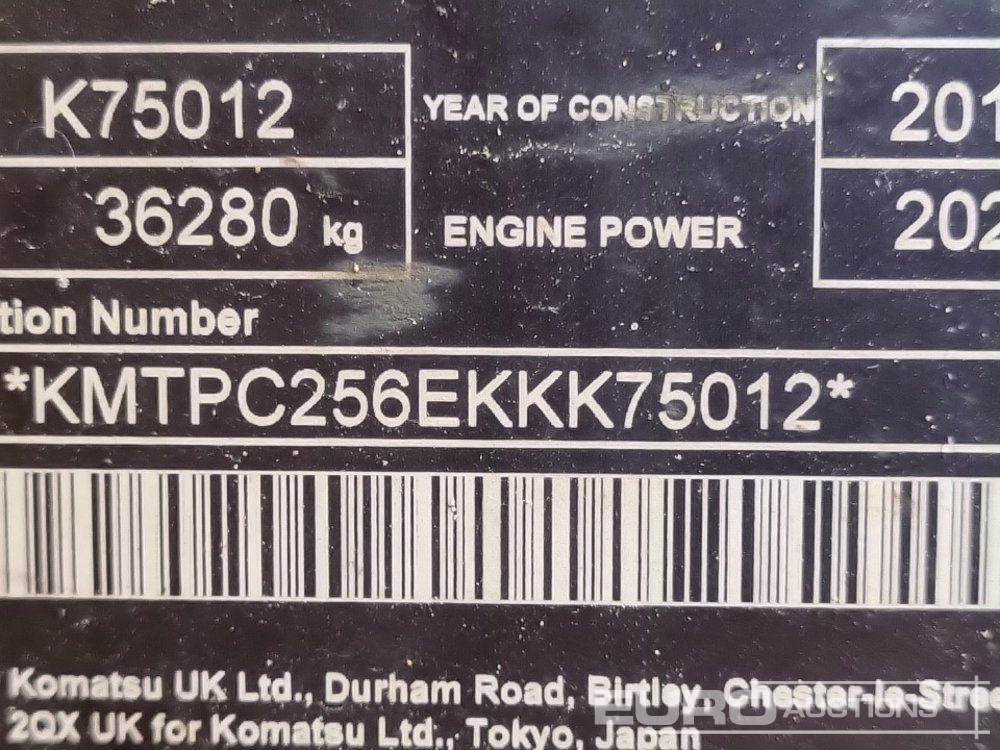 K75012 YEAR OF CONSTRUCTION 201
36280 kg ENGINE POWER 202
tion Number
*KMTPC256EKKK75012*
Komatsu UK Ltd., Durham Road, Birtley, Chester-le-Stree
2QX UK for Komatsu Ltd., Tokyo, Japan
EURO AUCTIONS